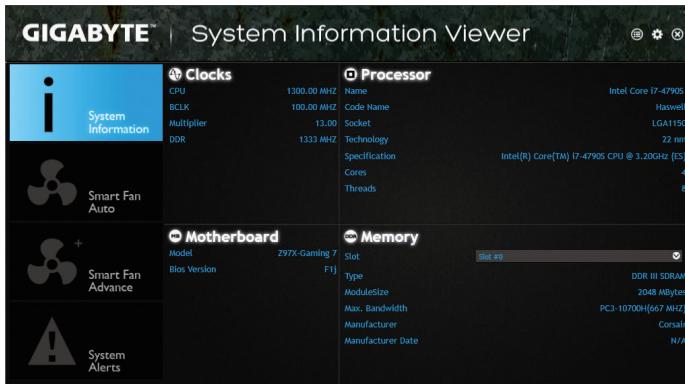 GIGABYTE™ | System Information Viewer
System
Information
Smart Fan
Auto
Smart Fan
Advance
System
Alerts
Clocks
CPU 1300.00 MHZ
BCLK 100.00 MHZ
Multiplier 13.00
DDR 1333 MHZ
Processor
Name Intel Core i7-4790S
Code Name Haswell
Socket LGA1150
Technology 22 nm
Specification Intel(R) Core(TM) i7-4790S CPU @ 3.20GHz (ES)
Cores 4
Threads 8
MB Motherboard
Model Z97X-Gaming 7
Bios Version F1j
DDR Memory
Slot Slot #0
Type DDR III SDRAM
ModuleSize 2048 MBytes
Max. Bandwidth PC3-10700H(667 MHZ)
Manufacturer Corsair
Manufacturer Date N/A